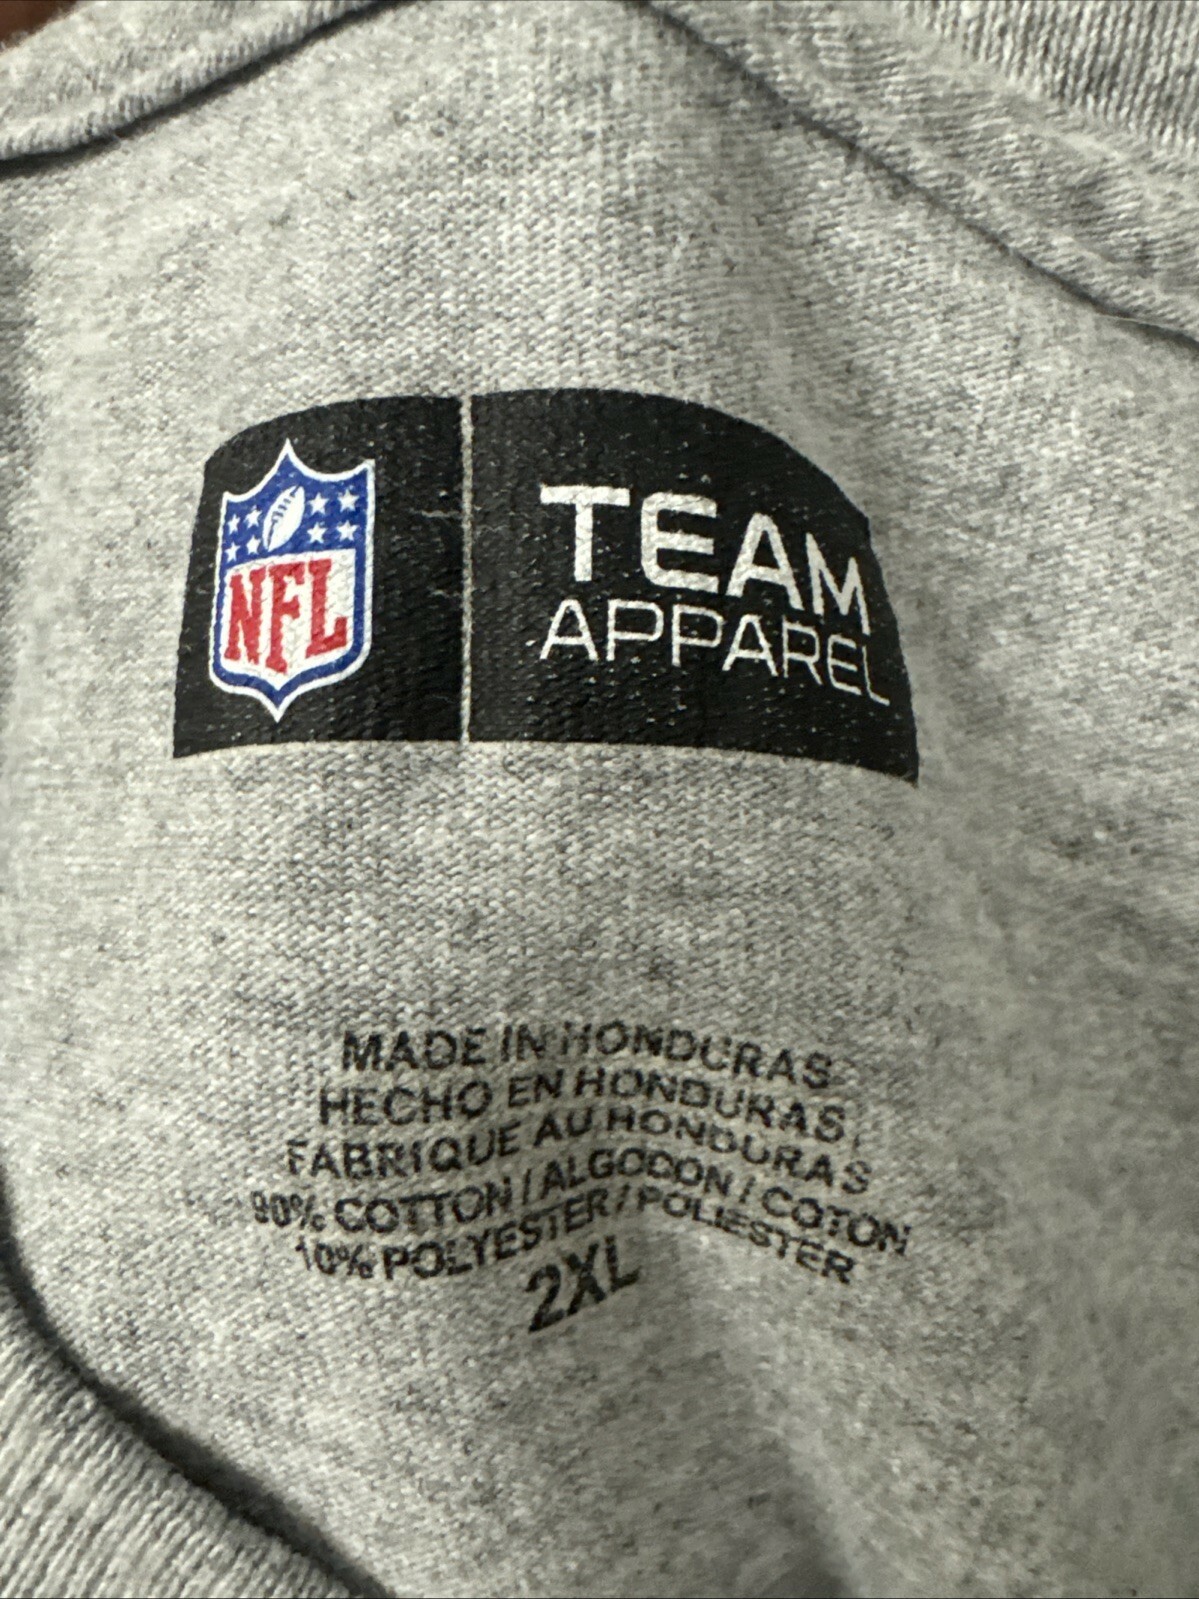 NFL
TEAM
APPAREL
MADE IN HONDURAS
HECHO EN HONDURAS
FABRIQUE AU HONDURAS
90% COTTON / ALGODON / COTON
10% POLYESTER / POLIESTER
2XL